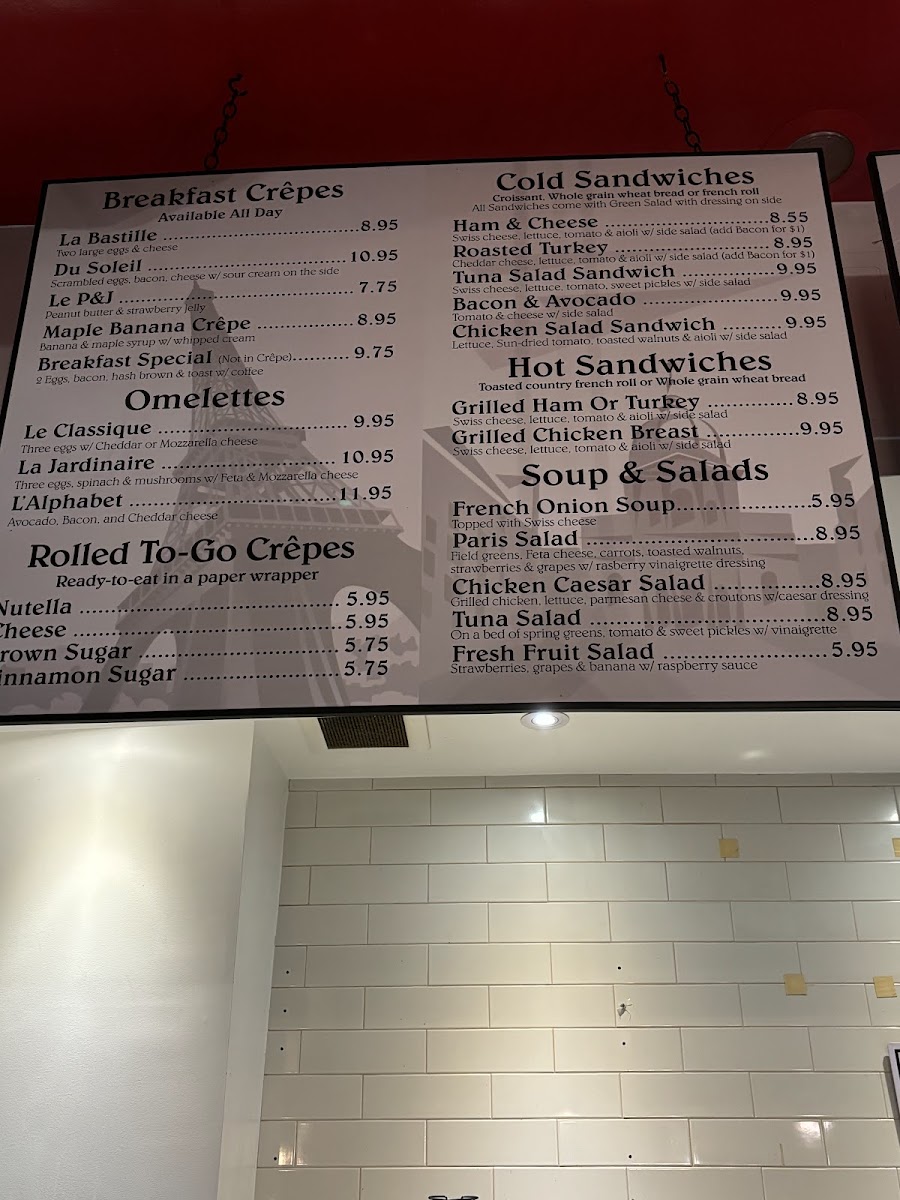 Breakfast Crêpes
Available All Day
La Bastille ........ 8.95
Two large eggs & cheese
Du Soleil ........ 10.95
Scrambled eggs, bacon, cheese w/ sour cream on the side
Le P&J ........ 7.75
Peanut butter & strawberry jelly
Maple Banana Crêpe ........ 8.95
Banana & maple syrup w/ whipped cream
Breakfast Special (Not in Crêpe) ........ 9.75
2 Eggs, bacon, hash brown & toast w/ coffee
Omelettes
Le Classique ........ 9.95
Three eggs w/ Cheddar or Mozzarella cheese
La Jardinaire ........ 10.95
Three eggs, spinach & mushrooms w/ Feta & Mozzarella cheese
L'Alphabet ........ 11.95
Avocado, Bacon, and Cheddar cheese
Rolled To-Go Crêpes
Ready-to-eat in a paper wrapper
Nutella ........ 5.95
Cheese ........ 5.95
rown Sugar ........ 5.75
innamon Sugar ........ 5.75
Cold Sandwiches
Croissant, Whole grain wheat bread or french roll
All Sandwiches come with Green Salad with dressing on side
Ham & Cheese ........ 8.55
Swiss cheese, lettuce, tomato & aioli w/ side salad (add Bacon for $1)
Roasted Turkey ........ 8.95
Cheddar cheese, lettuce, tomato & aioli w/ side salad (add Bacon for $1)
Tuna Salad Sandwich ........ 9.95
Swiss cheese, lettuce, tomato, sweet pickles w/ side salad
Bacon & Avocado ........ 9.95
Tomato & cheese w/ side salad
Chicken Salad Sandwich ........ 9.95
Lettuce, Sun-dried tomato, toasted walnuts & aioli w/ side salad
Hot Sandwiches
Toasted country french roll or Whole grain wheat bread
Grilled Ham Or Turkey ........ 8.95
Swiss cheese, lettuce, tomato & aioli w/ side salad
Grilled Chicken Breast ........ 9.95
Swiss cheese, lettuce, tomato & aioli w/ side salad
Soup & Salads
French Onion Soup ........ 5.95
Topped with Swiss cheese
Paris Salad ........ 8.95
Field greens, Feta cheese, carrots, toasted walnuts,
strawberries & grapes w/ rasberry vinaigrette dressing
Chicken Caesar Salad ........ 8.95
Grilled chicken, lettuce, parmesan cheese & croutons w/caesar dressing
Tuna Salad ........ 8.95
On a bed of spring greens, tomato & sweet pickles w/ vinaigrette
Fresh Fruit Salad ........ 5.95
Strawberries, grapes & banana w/ raspberry sauce